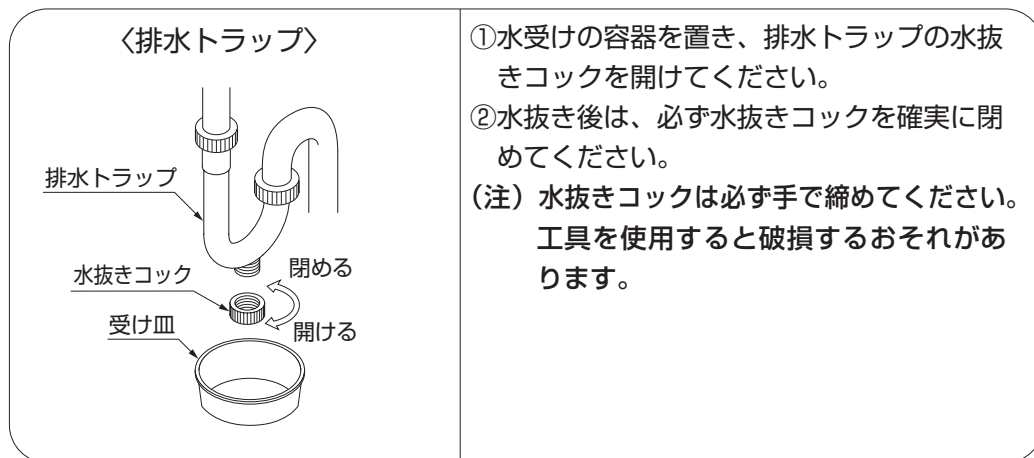 〈排水トラップ〉
排水トラップ
水抜きコック
閉める
開ける
受け皿
①水受けの容器を置き、排水トラップの水抜
きコックを開けてください。
②水抜き後は、必ず水抜きコックを確実に閉
めてください。
（注）水抜きコックは必ず手で締めてください。
工具を使用すると破損するおそれがあ
ります。